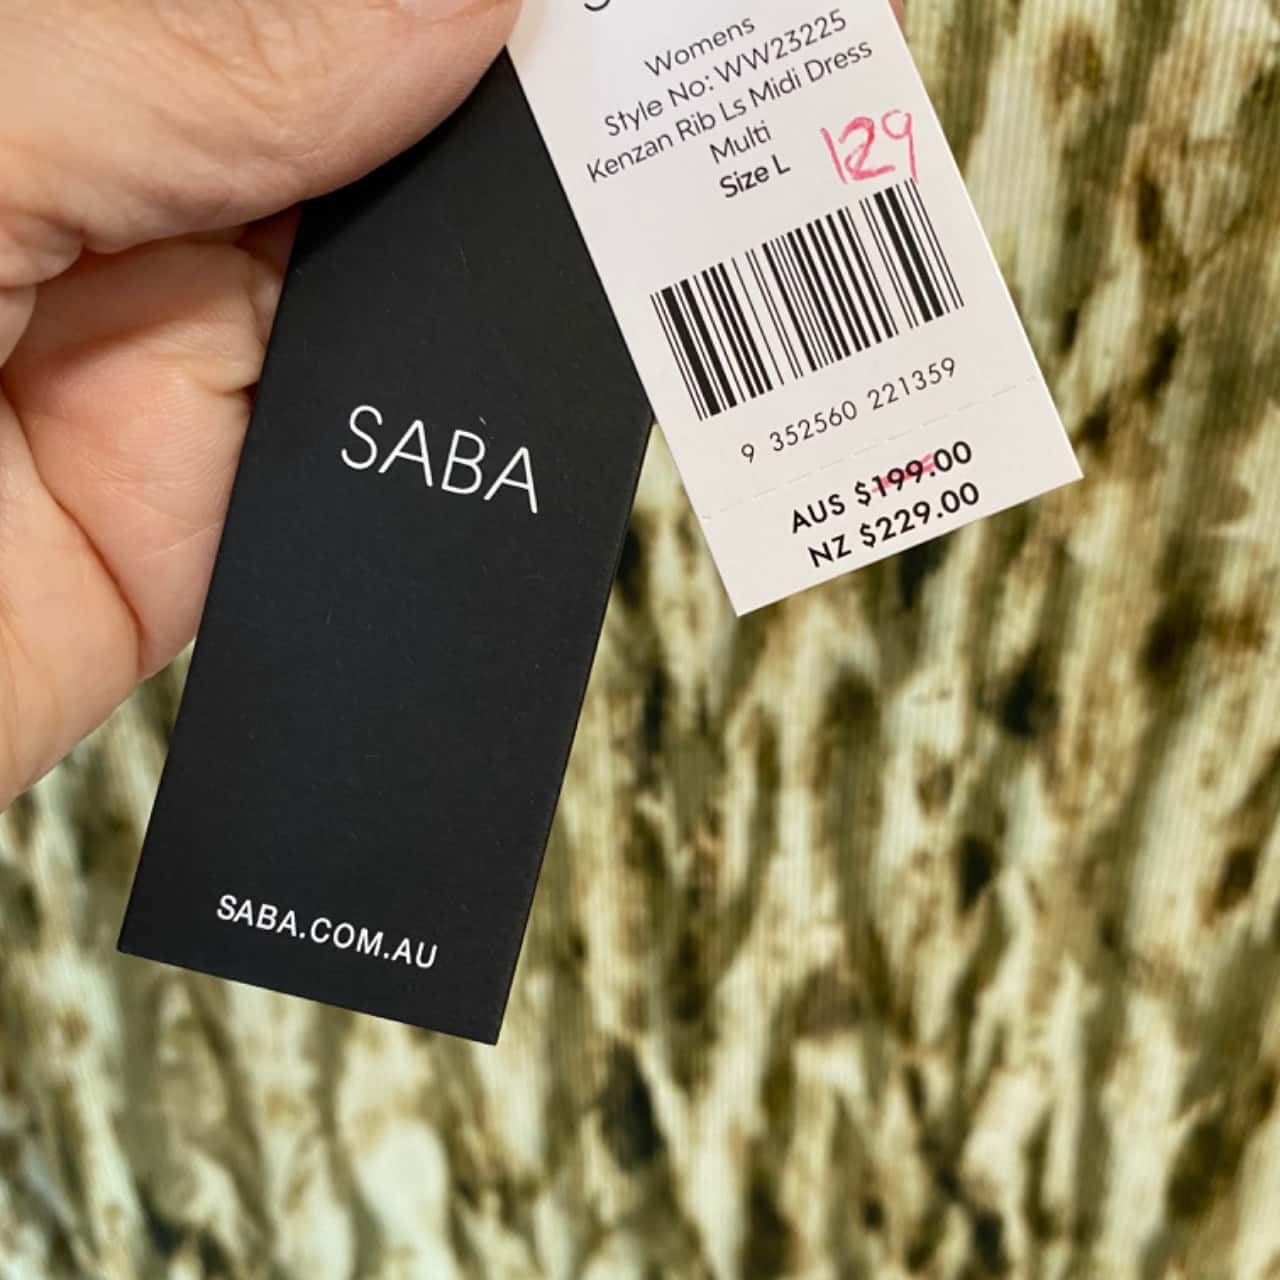 Womens
Style No: WW23225
Kenzan Rib Ls Midi Dress
Multi
Size L
129
9 352560 221359
AUS $199.00
NZ $229.00
SABA
SABA.COM.AU